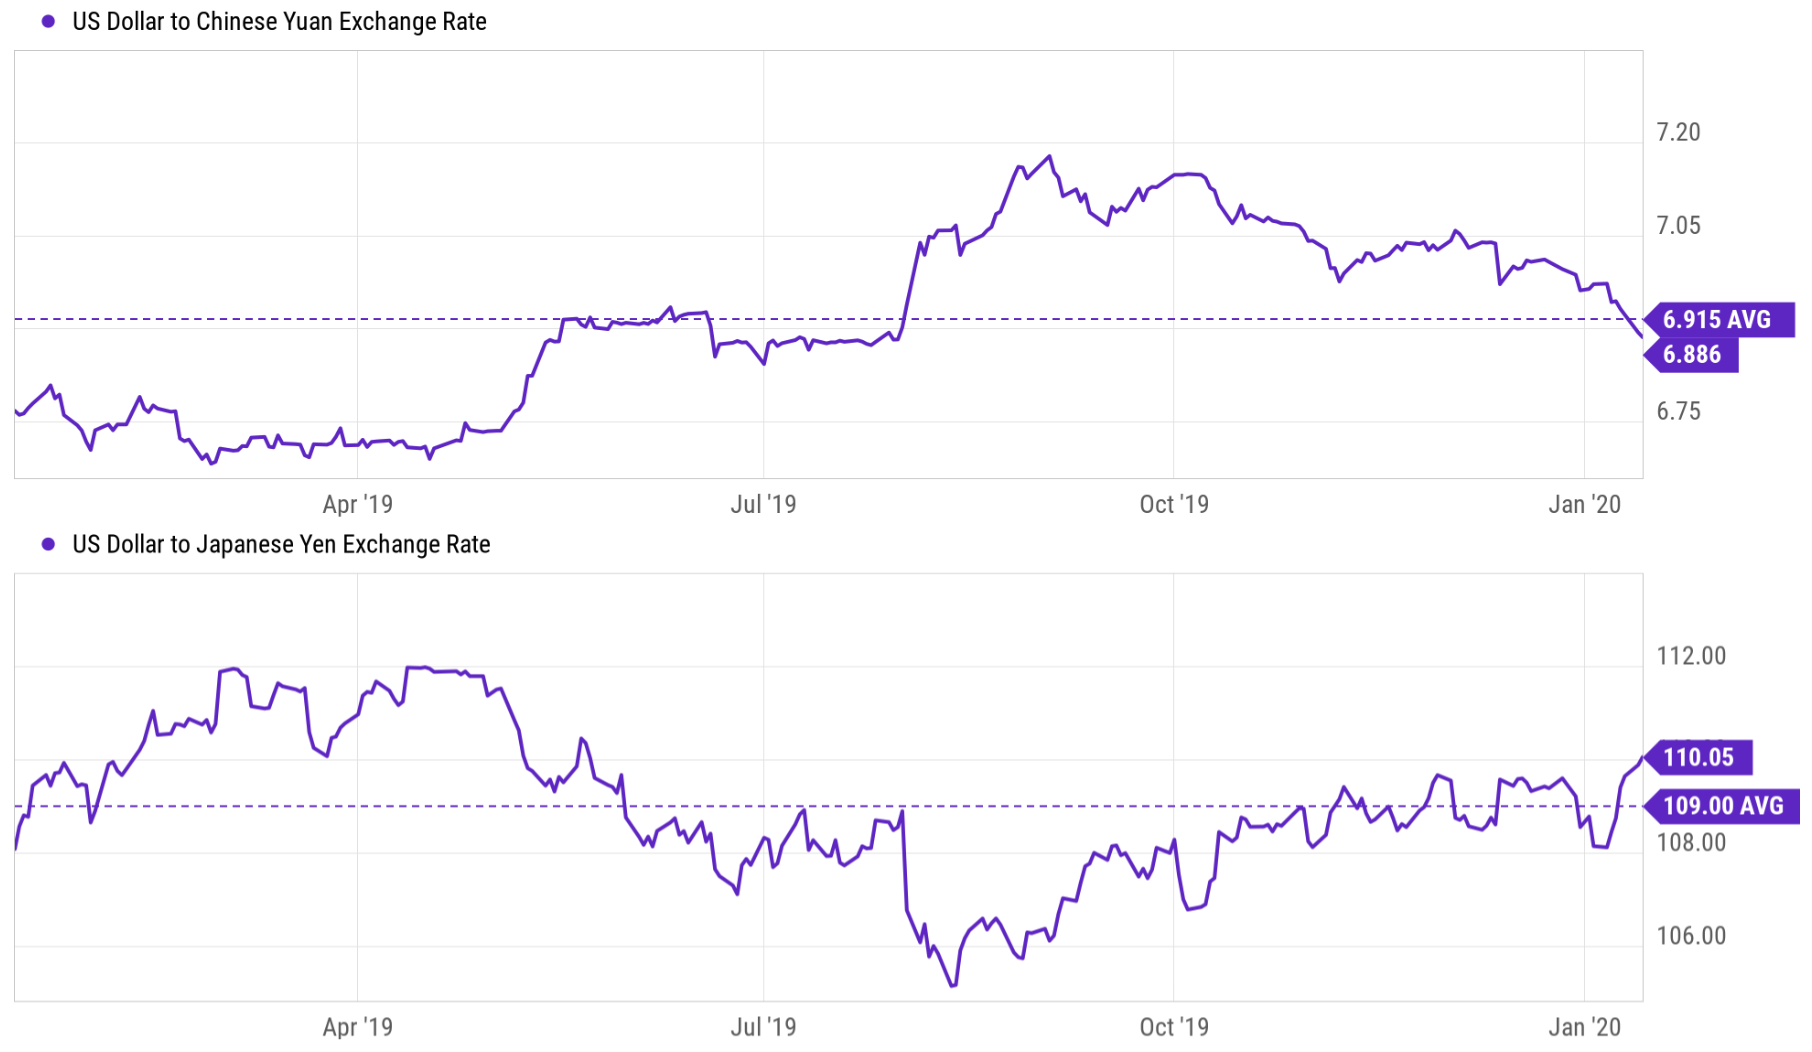 US Dollar to Chinese Yuan Exchange Rate
7.20
7.05
6.915 AVG
6.886
6.75
Apr '19 Jul '19 Oct '19 Jan '20
US Dollar to Japanese Yen Exchange Rate
112.00
110.05
109.00 AVG
108.00
106.00
Apr '19 Jul '19 Oct '19 Jan '20